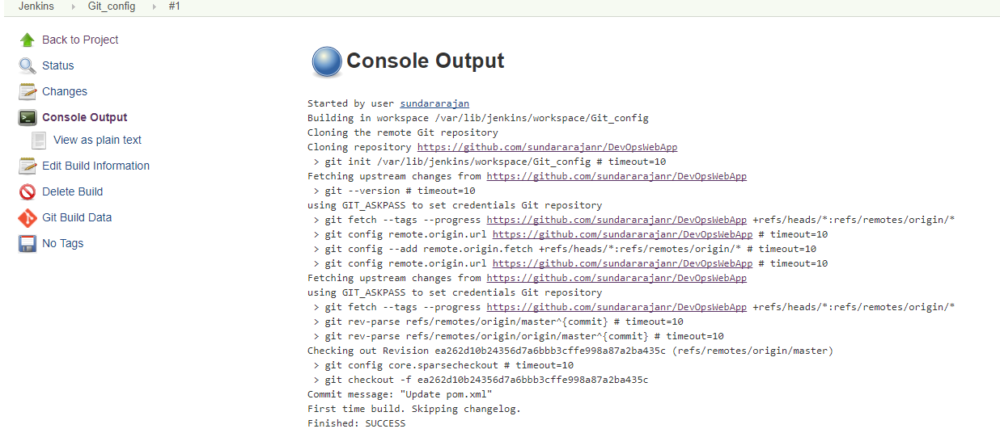 Jenkins Git_config #1
Back to Project
Status
Changes
Console Output
View as plain text
Edit Build Information
Delete Build
Git Build Data
No Tags
Console Output
Started by user sundararajan
Building in workspace /var/lib/jenkins/workspace/Git_config
Cloning the remote Git repository
Cloning repository https://github.com/sundararajanr/DevOpsWebApp
> git init /var/lib/jenkins/workspace/Git_config # timeout=10
Fetching upstream changes from https://github.com/sundararajanr/DevOpsWebApp
> git --version # timeout=10
using GIT_ASKPASS to set credentials Git repository
> git fetch --tags --progress https://github.com/sundararajanr/DevOpsWebApp +refs/heads/*:refs/remotes/origin/*
> git config remote.origin.url https://github.com/sundararajanr/DevOpsWebApp # timeout=10
> git config --add remote.origin.fetch +refs/heads/*:refs/remotes/origin/* # timeout=10
> git config remote.origin.url https://github.com/sundararajanr/DevOpsWebApp # timeout=10
Fetching upstream changes from https://github.com/sundararajanr/DevOpsWebApp
using GIT_ASKPASS to set credentials Git repository
> git fetch --tags --progress https://github.com/sundararajanr/DevOpsWebApp +refs/heads/*:refs/remotes/origin/*
> git rev-parse refs/remotes/origin/master^{commit} # timeout=10
> git rev-parse refs/remotes/origin/origin/master^{commit} # timeout=10
Checking out Revision ea262d10b24356d7a6bbb3cffe998a87a2ba435c (refs/remotes/origin/master)
> git config core.sparsecheckout # timeout=10
> git checkout -f ea262d10b24356d7a6bbb3cffe998a87a2ba435c
Commit message: "Update pom.xml"
First time build. Skipping changelog.
Finished: SUCCESS